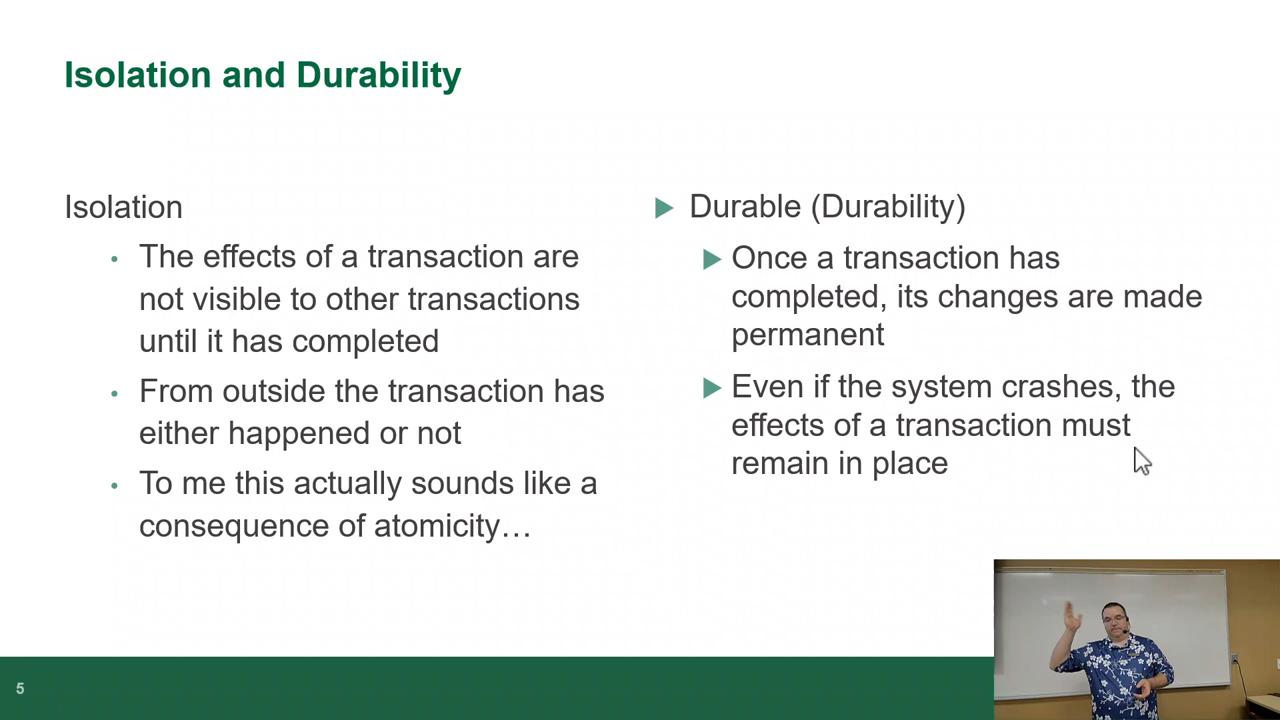 Isolation and Durability
Isolation
• The effects of a transaction are
not visible to other transactions
until it has completed
• From outside the transaction has
either happened or not
• To me this actually sounds like a
consequence of atomicity…
Durable (Durability)
Once a transaction has
completed, its changes are made
permanent
Even if the system crashes, the
effects of a transaction must
remain in place
5